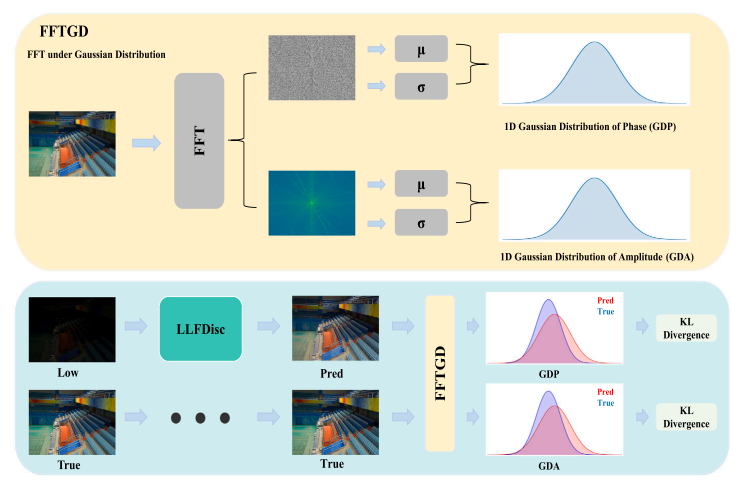 FFTGD
FFT under Gaussian Distribution
FFT
μ
σ
1D Gaussian Distribution of Phase (GDP)
μ
σ
1D Gaussian Distribution of Amplitude (GDA)
Low
LLFDisc
Pred
FFTGD
Pred
True
GDP
KL
Divergence
True
True
Pred
True
GDA
KL
Divergence